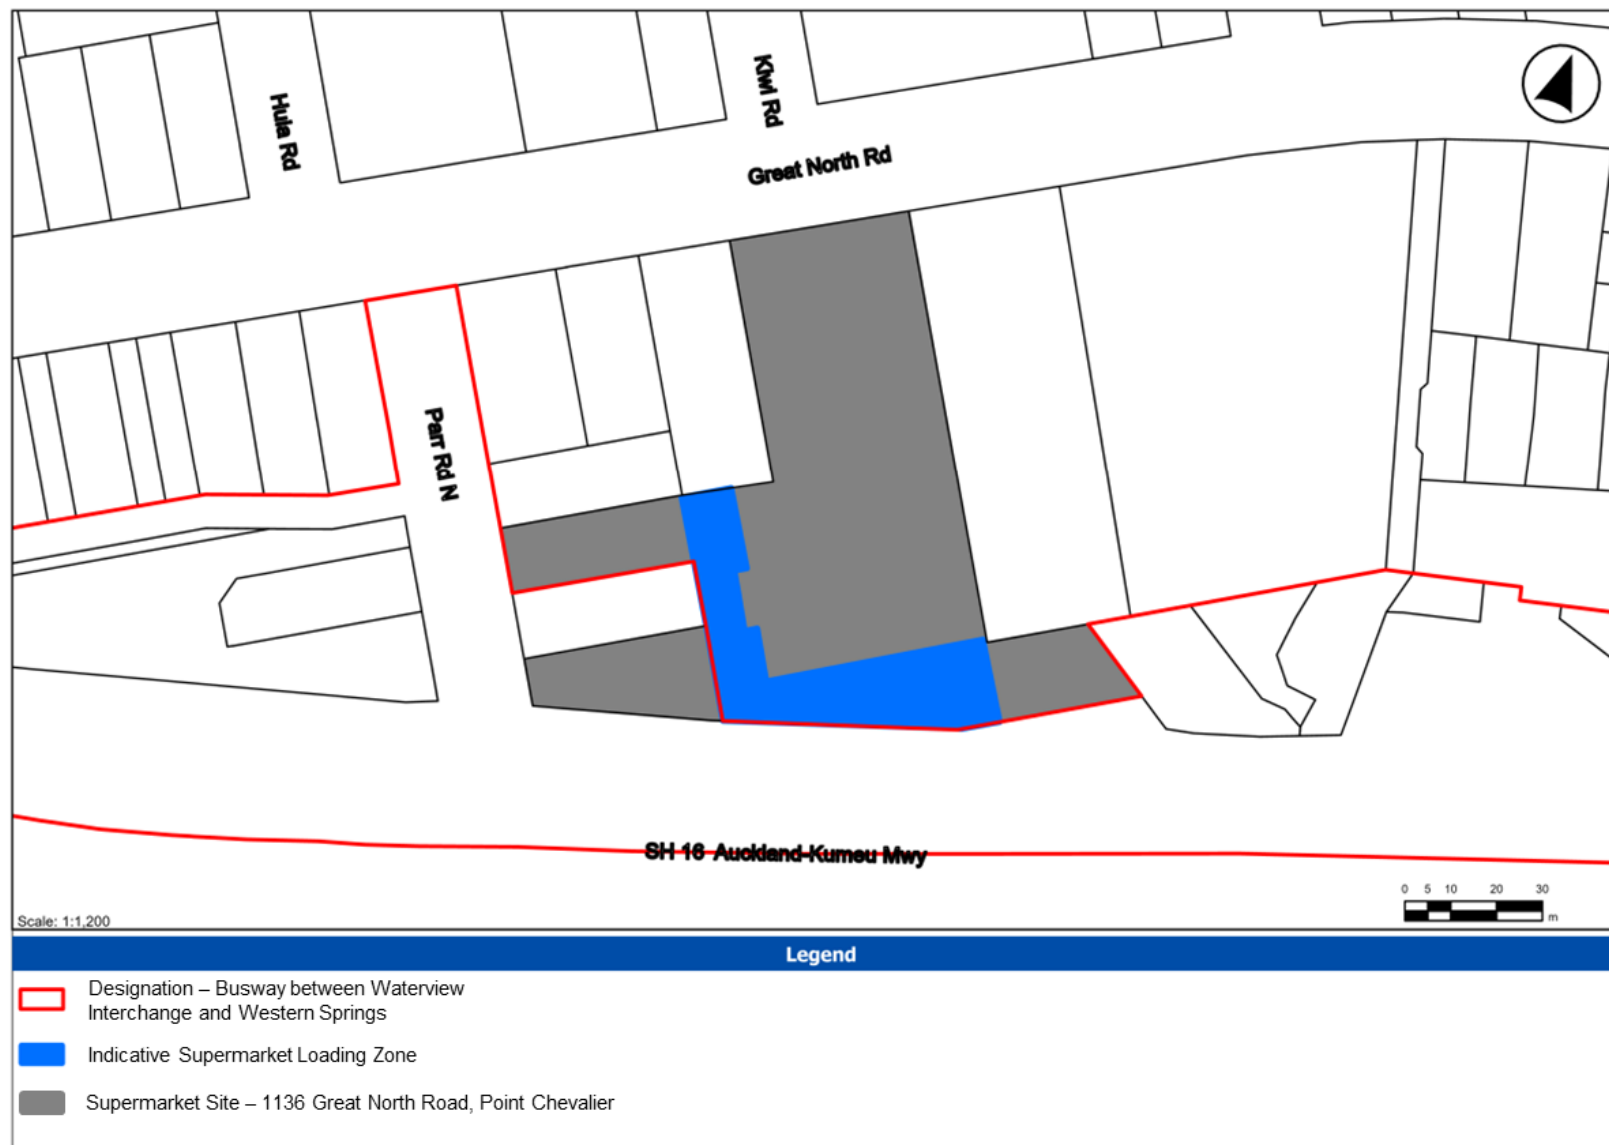 Hula Rd
Kiwi Rd
Great North Rd
Parr Rd N
SH 16 Auckland-Kumeu Mwy
0 5 10 20 30
m
Scale: 1:1,200
Legend
Designation – Busway between Waterview
Interchange and Western Springs
Indicative Supermarket Loading Zone
Supermarket Site – 1136 Great North Road, Point Chevalier